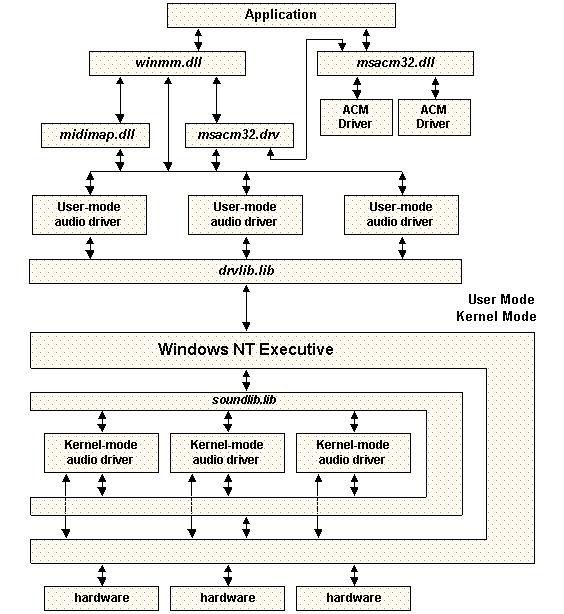 Application
winmm.dll
msacm32.dll
ACM
Driver
ACM
Driver
midimap.dll
msacm32.drv
User-mode
audio driver
User-mode
audio driver
User-mode
audio driver
drvlib.lib
User Mode
Kernel Mode
Windows NT Executive
soundlib.lib
Kernel-mode
audio driver
Kernel-mode
audio driver
Kernel-mode
audio driver
hardware
hardware
hardware